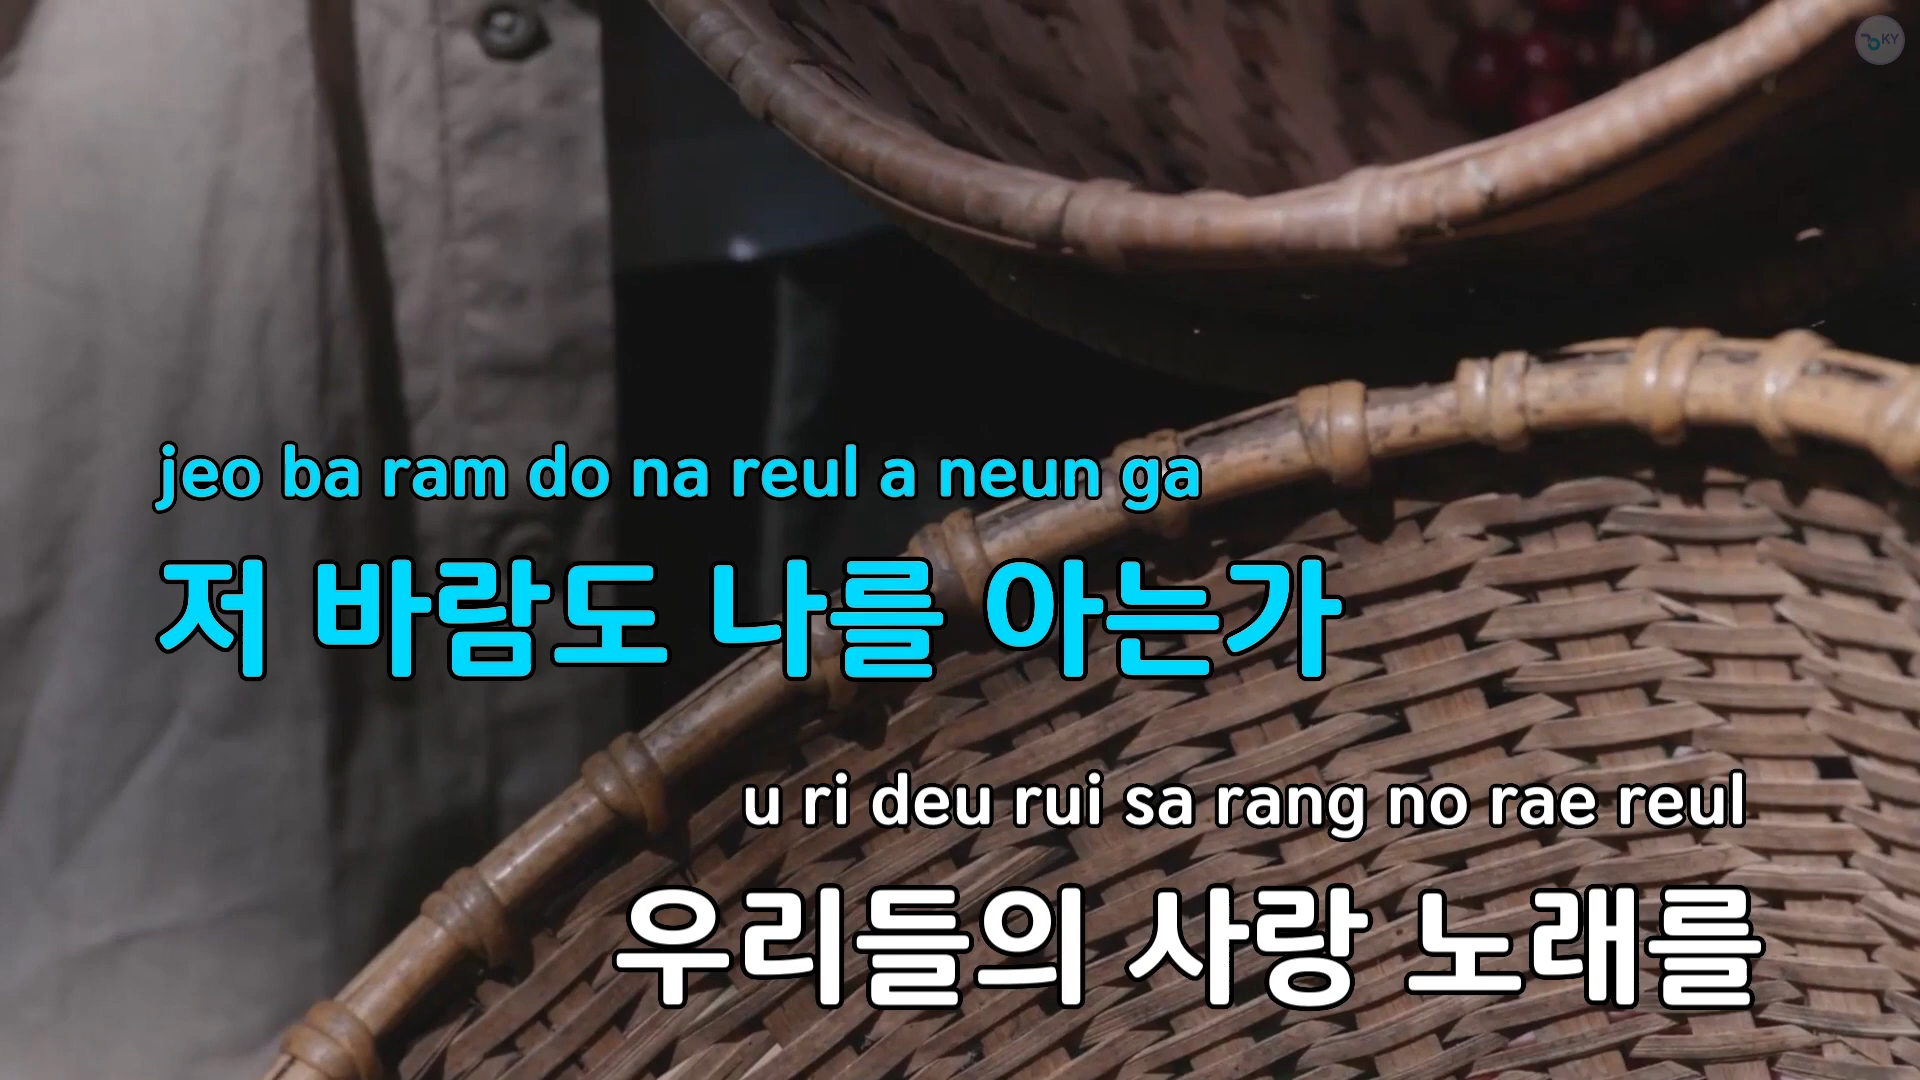 KY
jeo ba ram do na reul a neun ga
저 바람도 나를 아는가
u ri deu rui sa rang no rae reul
우리들의 사랑 노래를